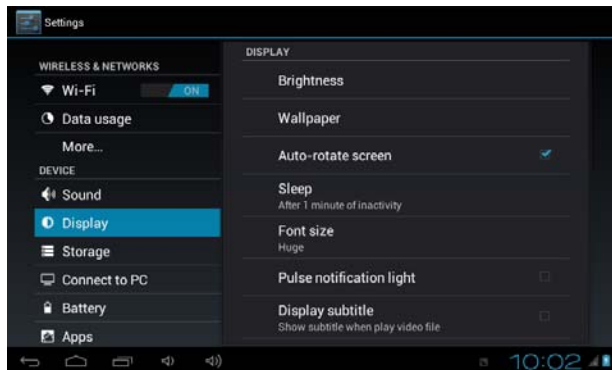 Settings
WIRELESS & NETWORKS
Wi-Fi ON
Data usage
More...
DEVICE
Sound
Display
Storage
Connect to PC
Battery
Apps
DISPLAY
Brightness
Wallpaper
Auto-rotate screen
Sleep
After 1 minute of inactivity
Font size
Huge
Pulse notification light
Display subtitle
Show subtitle when play video file
10:02